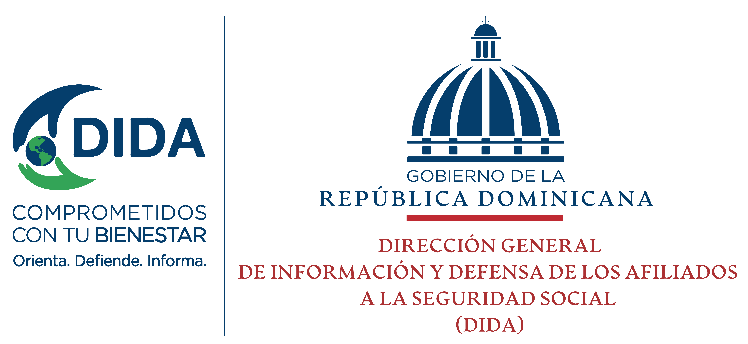 DIDA
COMPROMETIDOS
CON TU BIENESTAR
Orienta. Defiende. Informa.
GOBIERNO DE LA
REPÚBLICA DOMINICANA
DIRECCIÓN GENERAL
DE INFORMACIÓN Y DEFENSA DE LOS AFILIADOS
A LA SEGURIDAD SOCIAL
(DIDA)